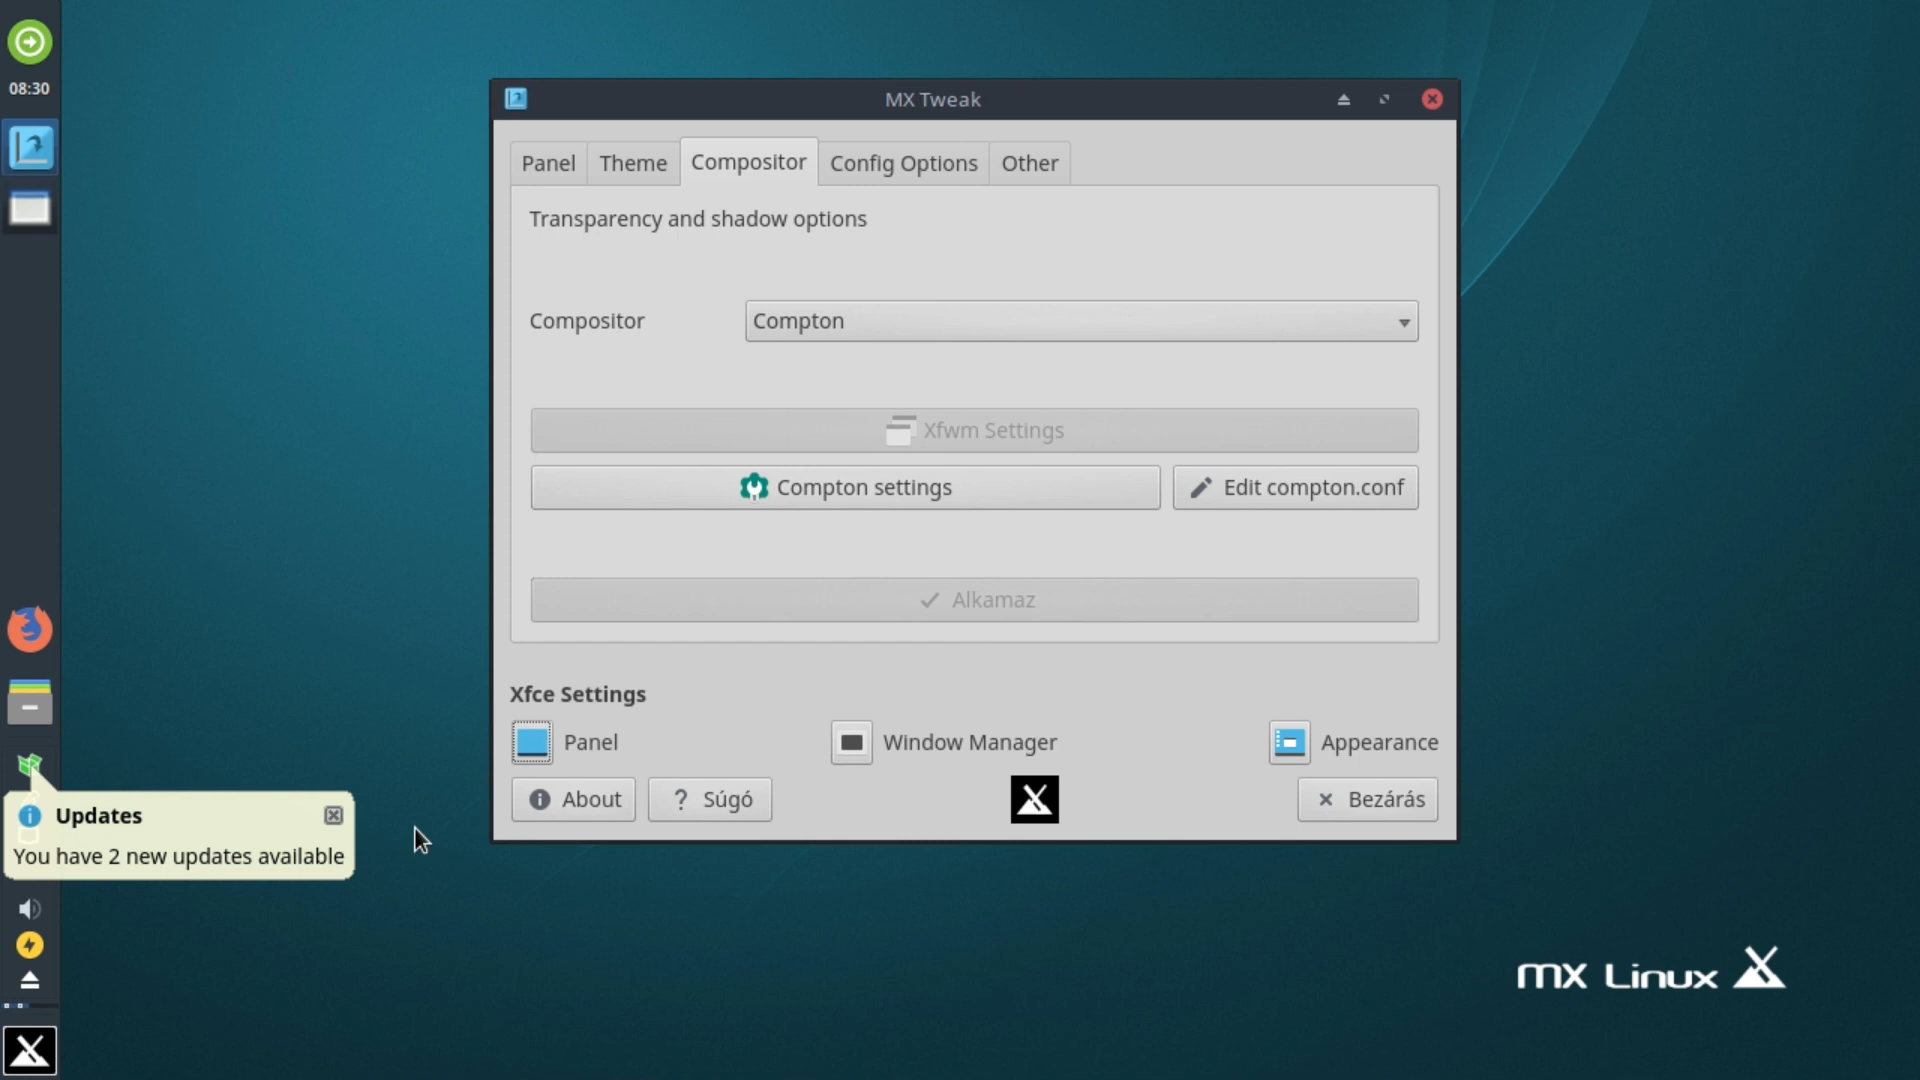 08:30
MX Tweak
Panel
Theme
Compositor
Config Options
Other
Transparency and shadow options
Compositor
Compton
Xfwm Settings
Compton settings
Edit compton.conf
Alkamaz
Xfce Settings
Panel
Window Manager
Appearance
About
Súgó
Bezárás
Updates
You have 2 new updates available
mx Linux